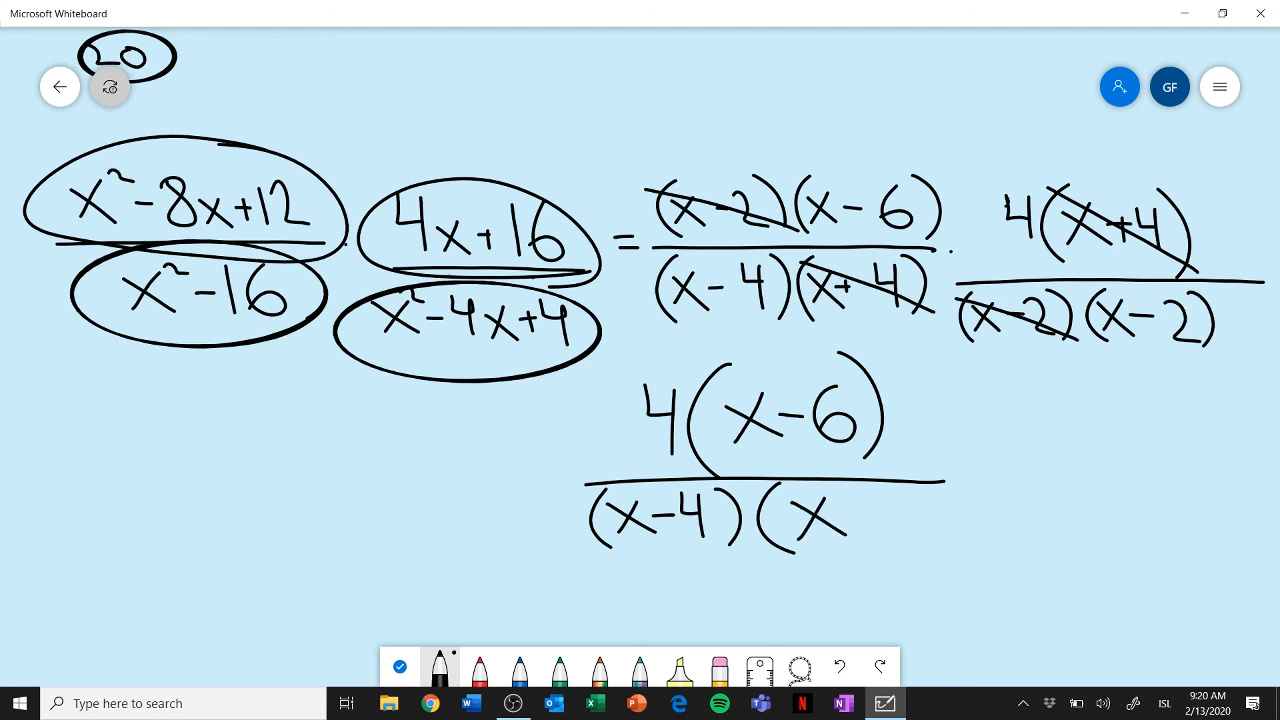 Microsoft Whiteboard
20
GF
x² - 8x + 12 / x² - 16 · 4x + 16 / x² - 4x + 4 = (x - 2)(x - 6) / (x - 4)(x + 4) · 4(x + 4) / (x - 2)(x - 2)
4(x - 6)
(x - 4)(x
Type here to search
ISL
9:20 AM
2/13/2020